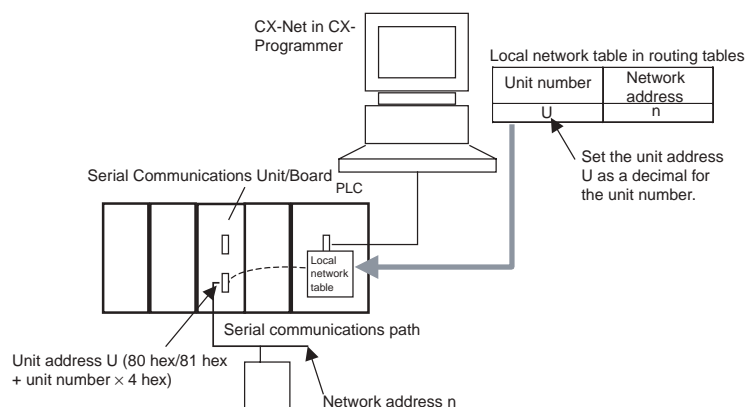 CX-Net in CX-
Programmer
Local network table in routing tables
Unit number
Network
address
U
n
Set the unit address
U as a decimal for
the unit number.
Serial Communications Unit/Board
PLC
Local
network
table
Serial communications path
Unit address U (80 hex/81 hex
+ unit number × 4 hex)
Network address n